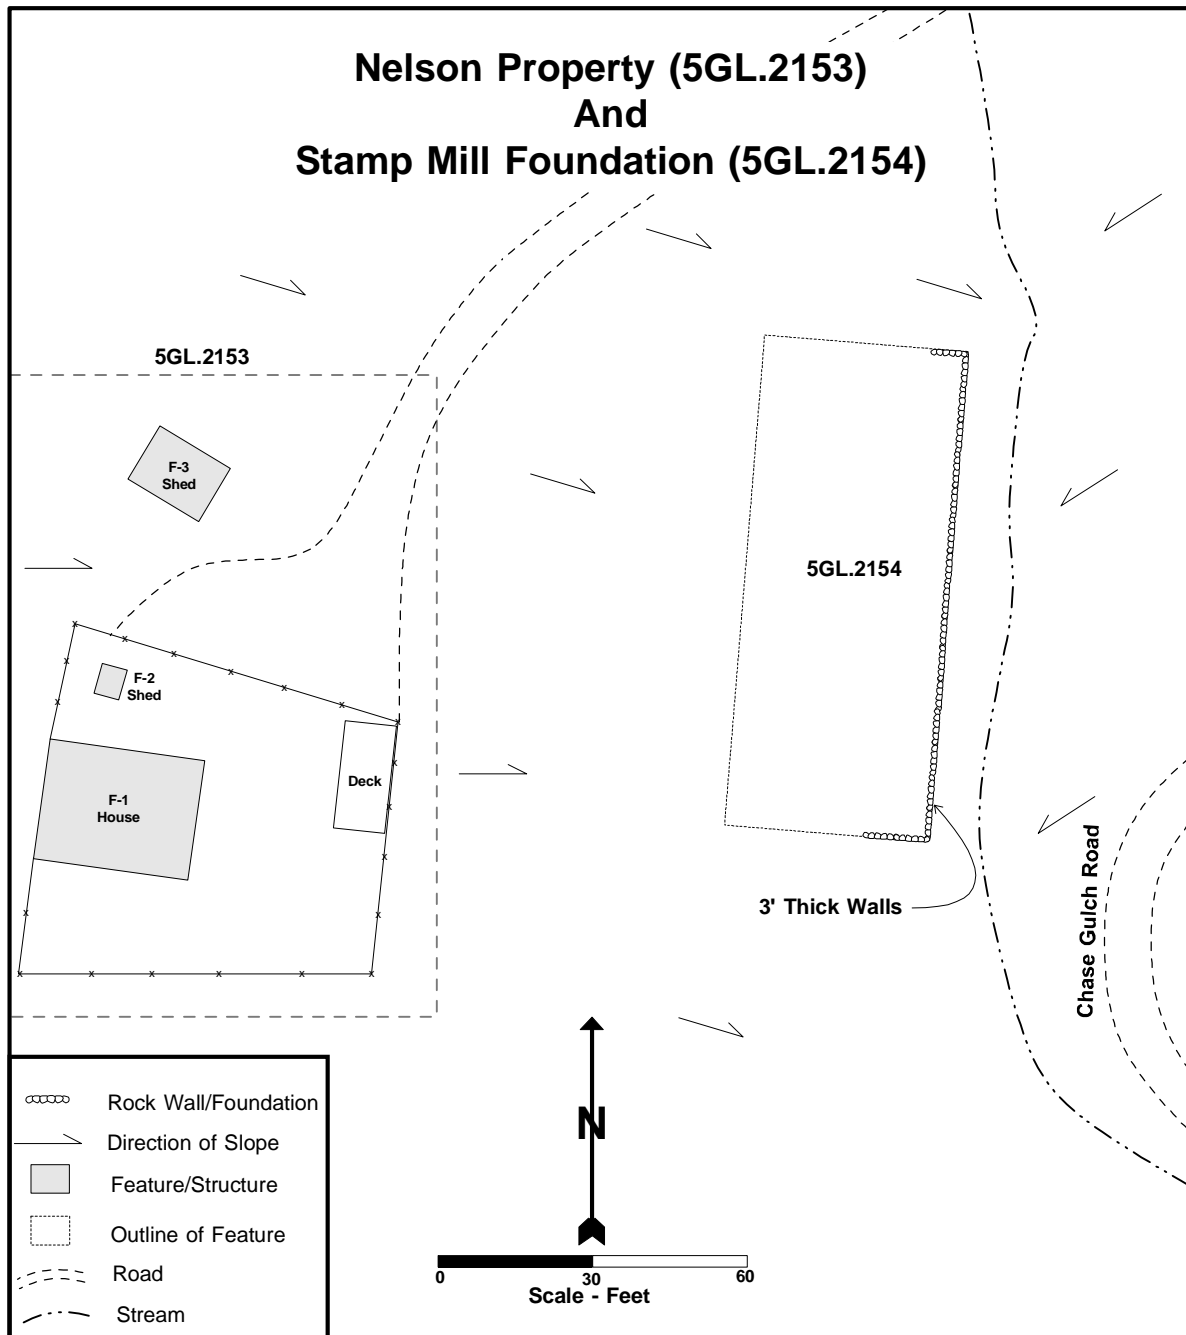 Nelson Property (5GL.2153)
And
Stamp Mill Foundation (5GL.2154)
5GL.2153
F-3
Shed
5GL.2154
F-2
Shed
Deck
F-1
House
3' Thick Walls
Chase Gulch Road
N
Rock Wall/Foundation
Direction of Slope
Feature/Structure
Outline of Feature
Road
Stream
0 30 60
Scale - Feet